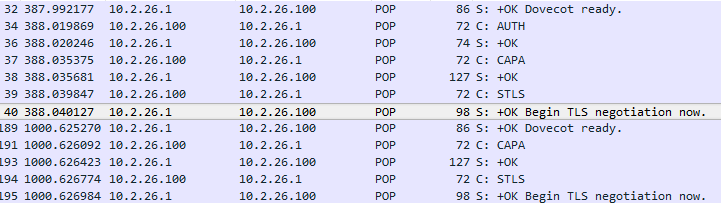 32 387.992177 10.2.26.1 10.2.26.100 POP 86 S: +OK Dovecot ready.
34 388.019869 10.2.26.100 10.2.26.1 POP 72 C: AUTH
36 388.020246 10.2.26.1 10.2.26.100 POP 74 S: +OK
37 388.035375 10.2.26.100 10.2.26.1 POP 72 C: CAPA
38 388.035681 10.2.26.1 10.2.26.100 POP 127 S: +OK
39 388.039847 10.2.26.100 10.2.26.1 POP 72 C: STLS
40 388.040127 10.2.26.1 10.2.26.100 POP 98 S: +OK Begin TLS negotiation now.
189 1000.625270 10.2.26.1 10.2.26.100 POP 86 S: +OK Dovecot ready.
191 1000.626092 10.2.26.100 10.2.26.1 POP 72 C: CAPA
193 1000.626423 10.2.26.1 10.2.26.100 POP 127 S: +OK
194 1000.626774 10.2.26.100 10.2.26.1 POP 72 C: STLS
195 1000.626984 10.2.26.1 10.2.26.100 POP 98 S: +OK Begin TLS negotiation now.